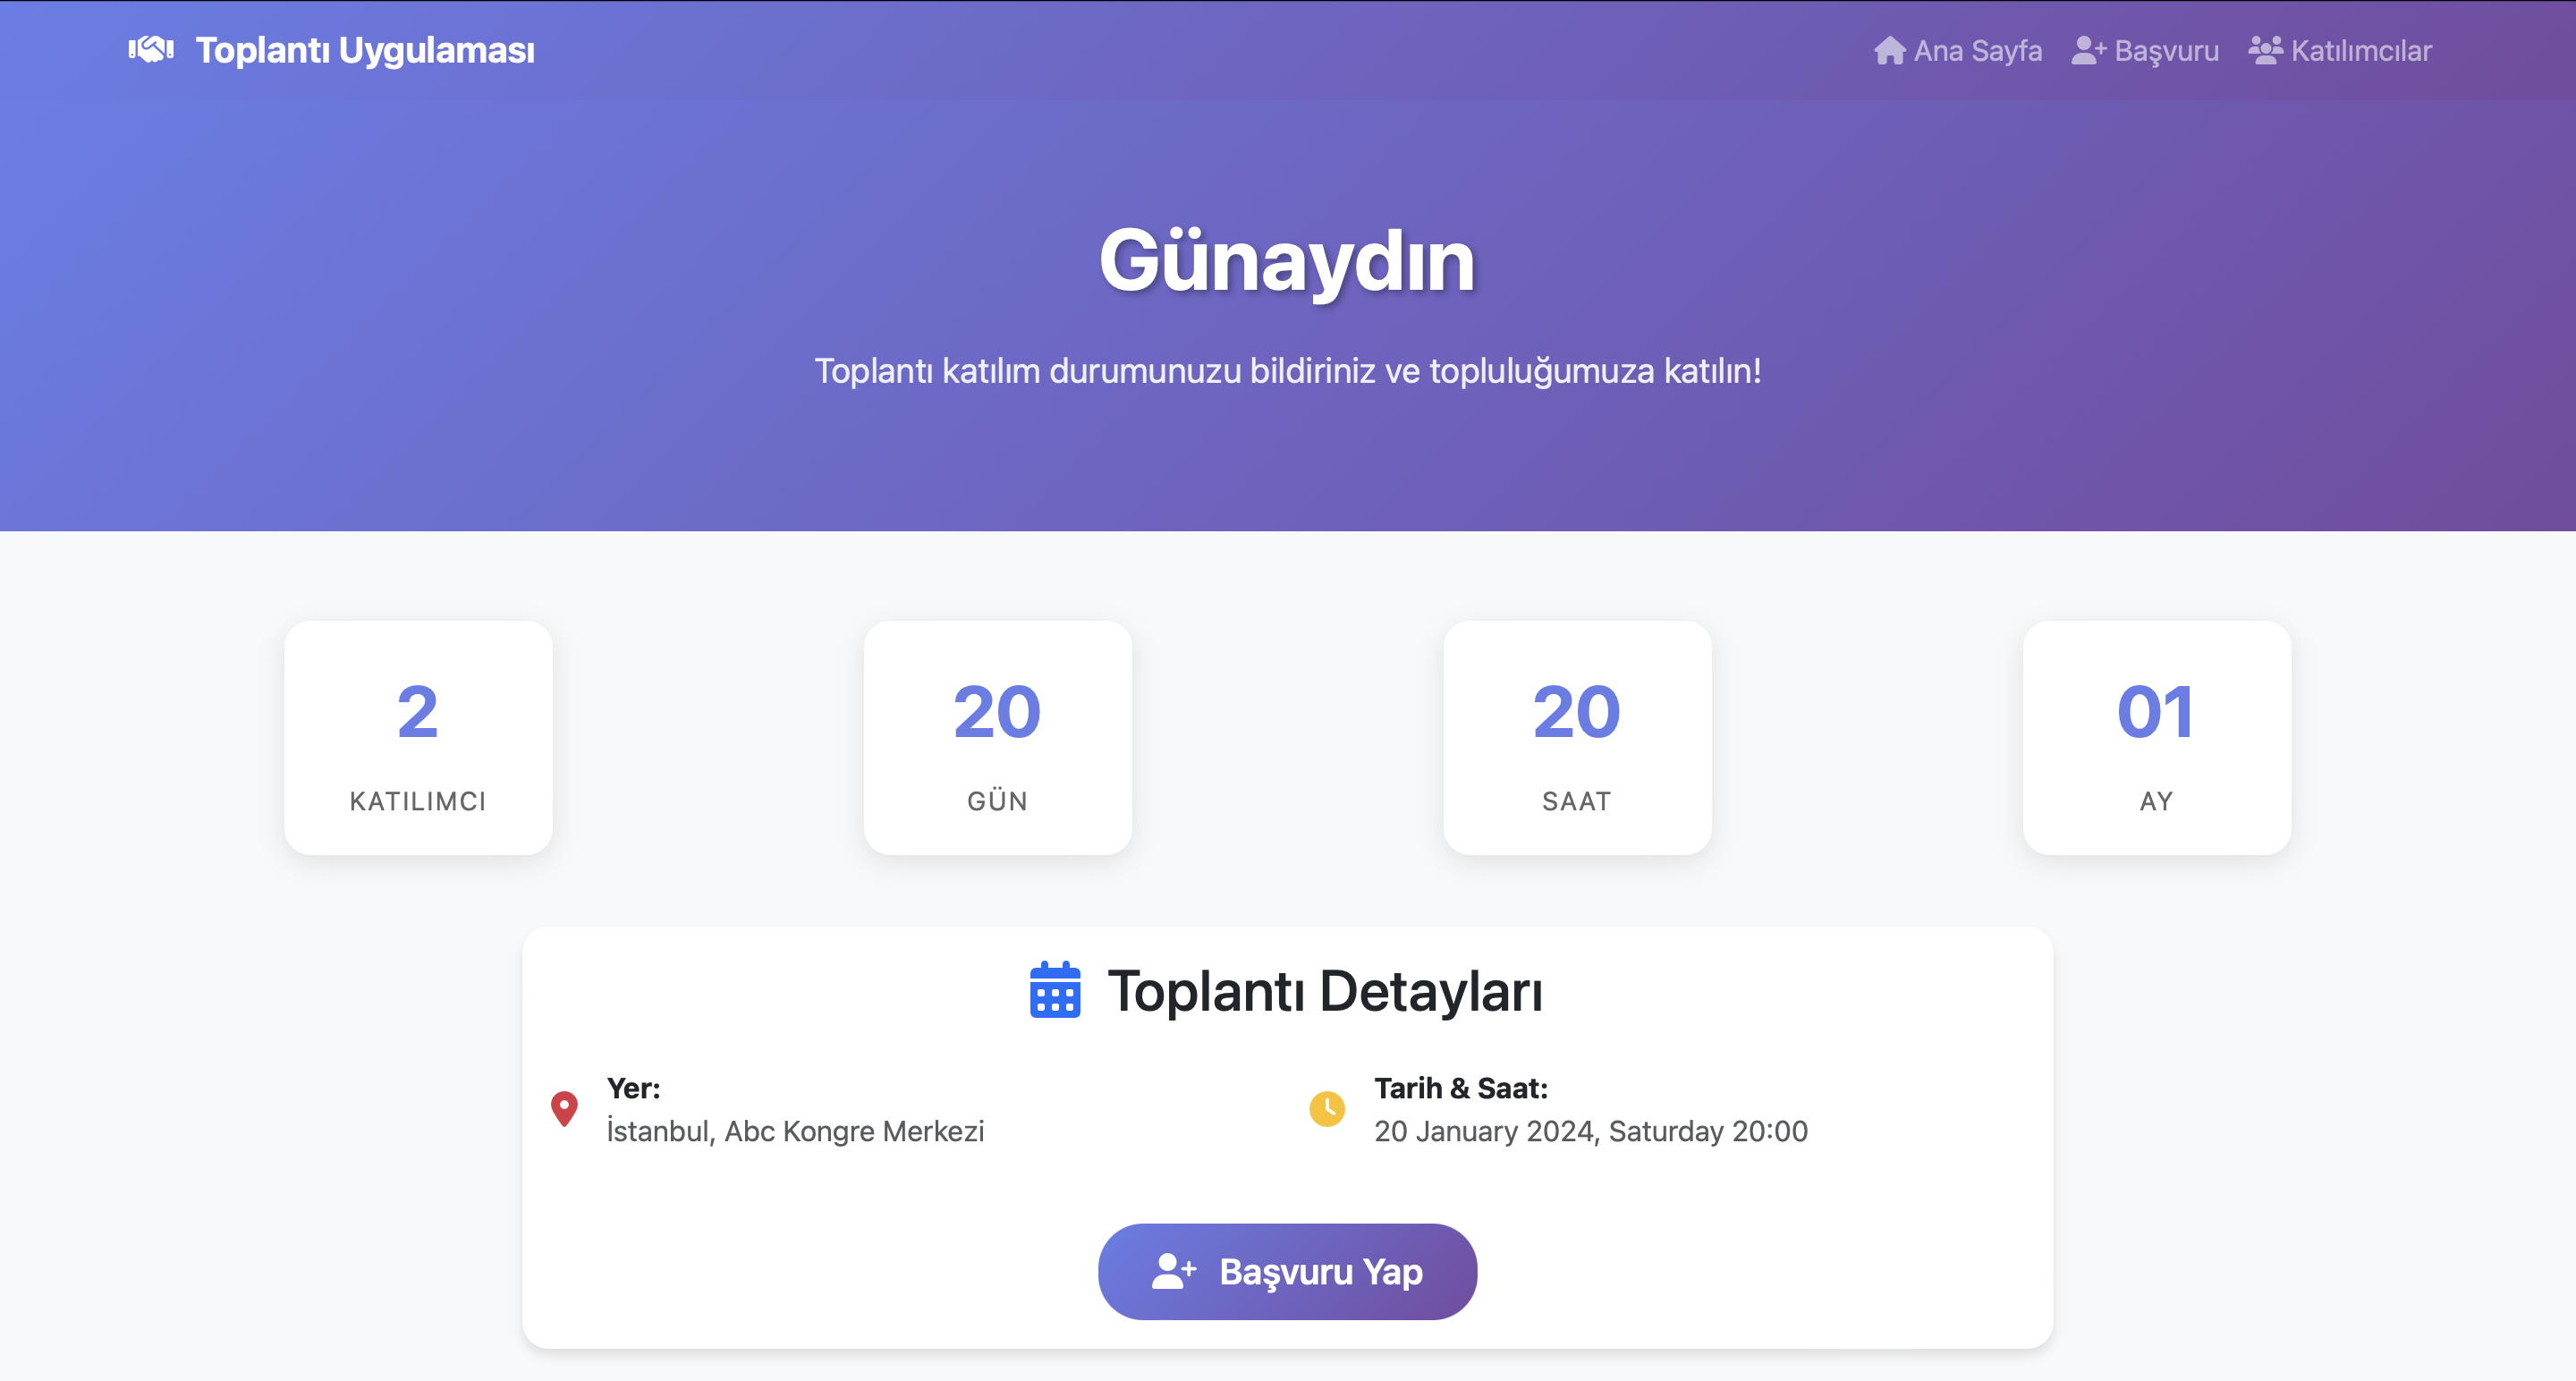 Toplantı Uygulaması
Ana Sayfa
Başvuru
Katılımcılar
Günaydın
Toplantı katılım durumunuzu bildiriniz ve topluluğumuza katılın!
2
KATILIMCI
20
GÜN
20
SAAT
01
AY
Toplantı Detayları
Yer:
İstanbul, Abc Kongre Merkezi
Tarih & Saat:
20 January 2024, Saturday 20:00
Başvuru Yap